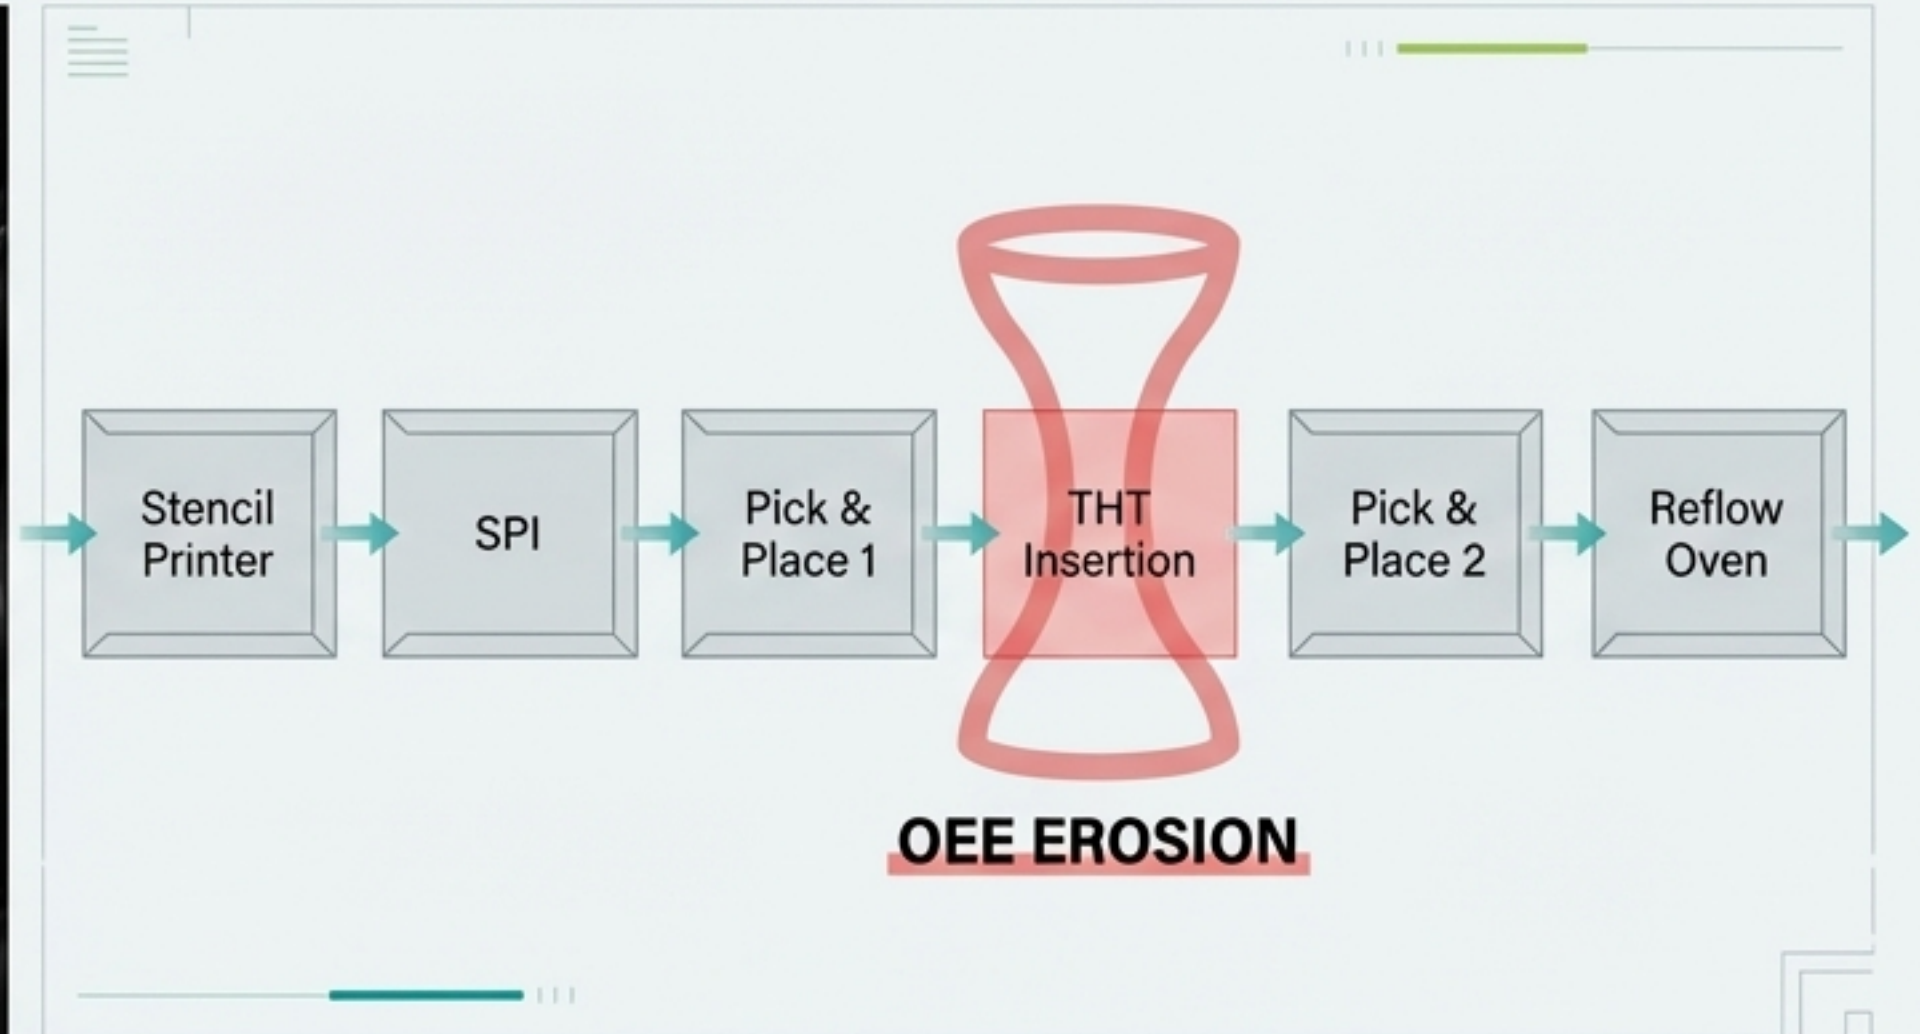 Stencil
Printer
SPI
Pick &
Place 1
THT
Insertion
Pick &
Place 2
Reflow
Oven
OEE EROSION